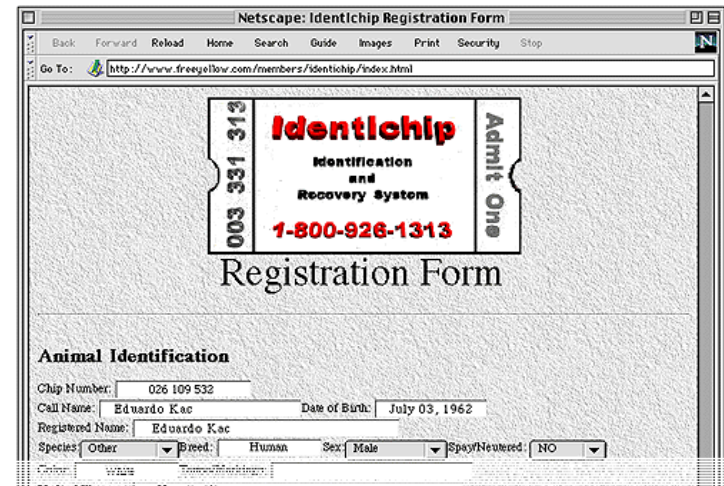 Netscape: IdentIchip Registration Form
Back Forward Reload Home Search Guide Images Print Security Stop
N
Go To: http://www.freeyellow.com/members/identichip/index.html
003 331 313
IdentIchip
Identification
and
Recovery System
1-800-926-1313
Admit One
Registration Form
Animal Identification
Chip Number: 026 109 532
Call Name: Eduardo Kac Date of Birth: July 03, 1962
Registered Name: Eduardo Kac
Species: Other Breed: Human Sex: Male Spay/Neutered: NO
Color: